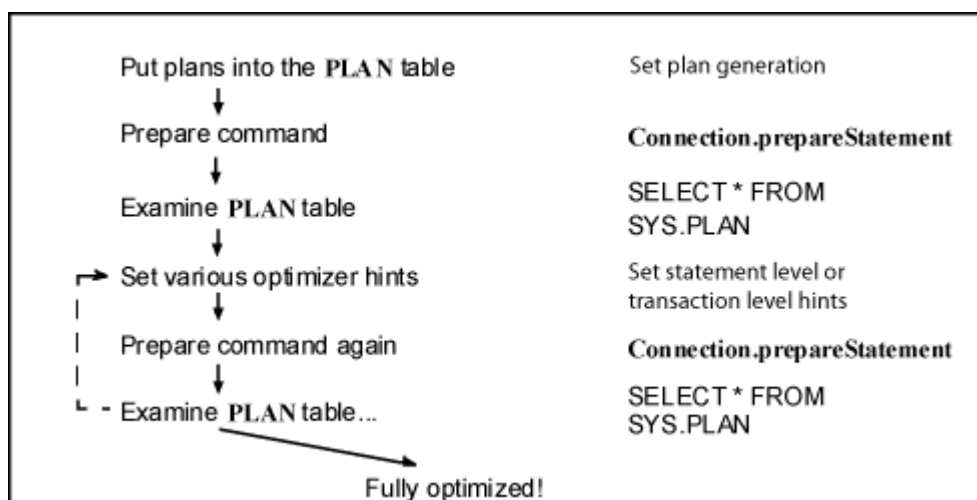 Put plans into the PLAN table
Set plan generation
Prepare command
Connection.prepareStatement
Examine PLAN table
SELECT * FROM
SYS.PLAN
Set various optimizer hints
Set statement level or
transaction level hints
Prepare command again
Connection.prepareStatement
Examine PLAN table...
SELECT * FROM
SYS.PLAN
Fully optimized!